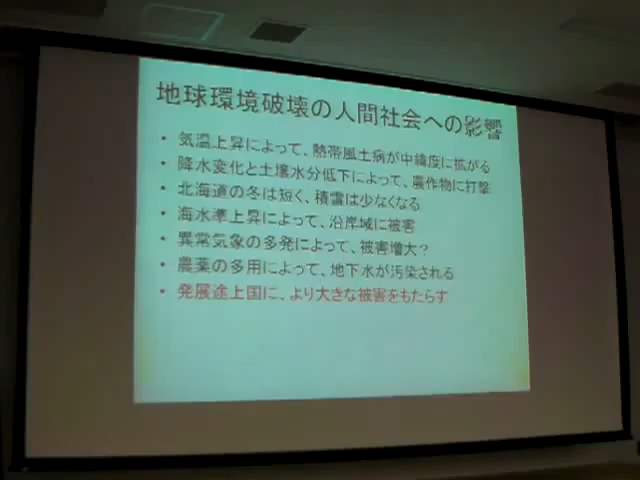 地球環境破壊の人間社会への影響
• 気温上昇によって、熱帯風土病が中緯度に拡がる
• 降水変化と土壌水分低下によって、農作物に打撃
• 北海道の冬は短く、積雪は少なくなる
• 海水準上昇によって、沿岸域に被害
• 異常気象の多発によって、被害増大？
• 農薬の多用によって、地下水が汚染される
• 発展途上国に、より大きな被害をもたらす